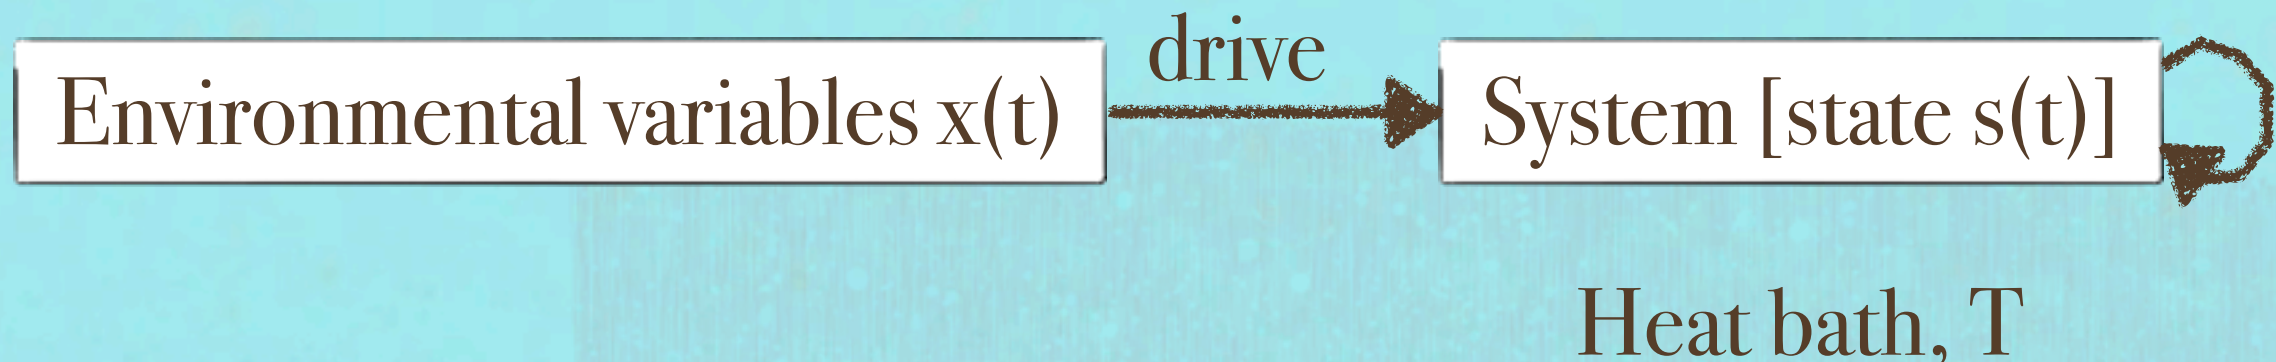 drive
Environmental variables x(t)
System [state s(t)]
Heat bath, T